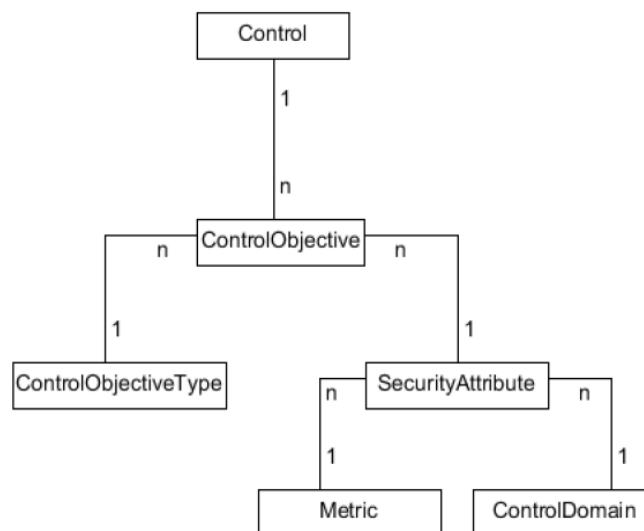 Control
1
n
ControlObjective
n
n
1
1
ControlObjectiveType
SecurityAttribute
n
n
1
1
Metric
ControlDomain